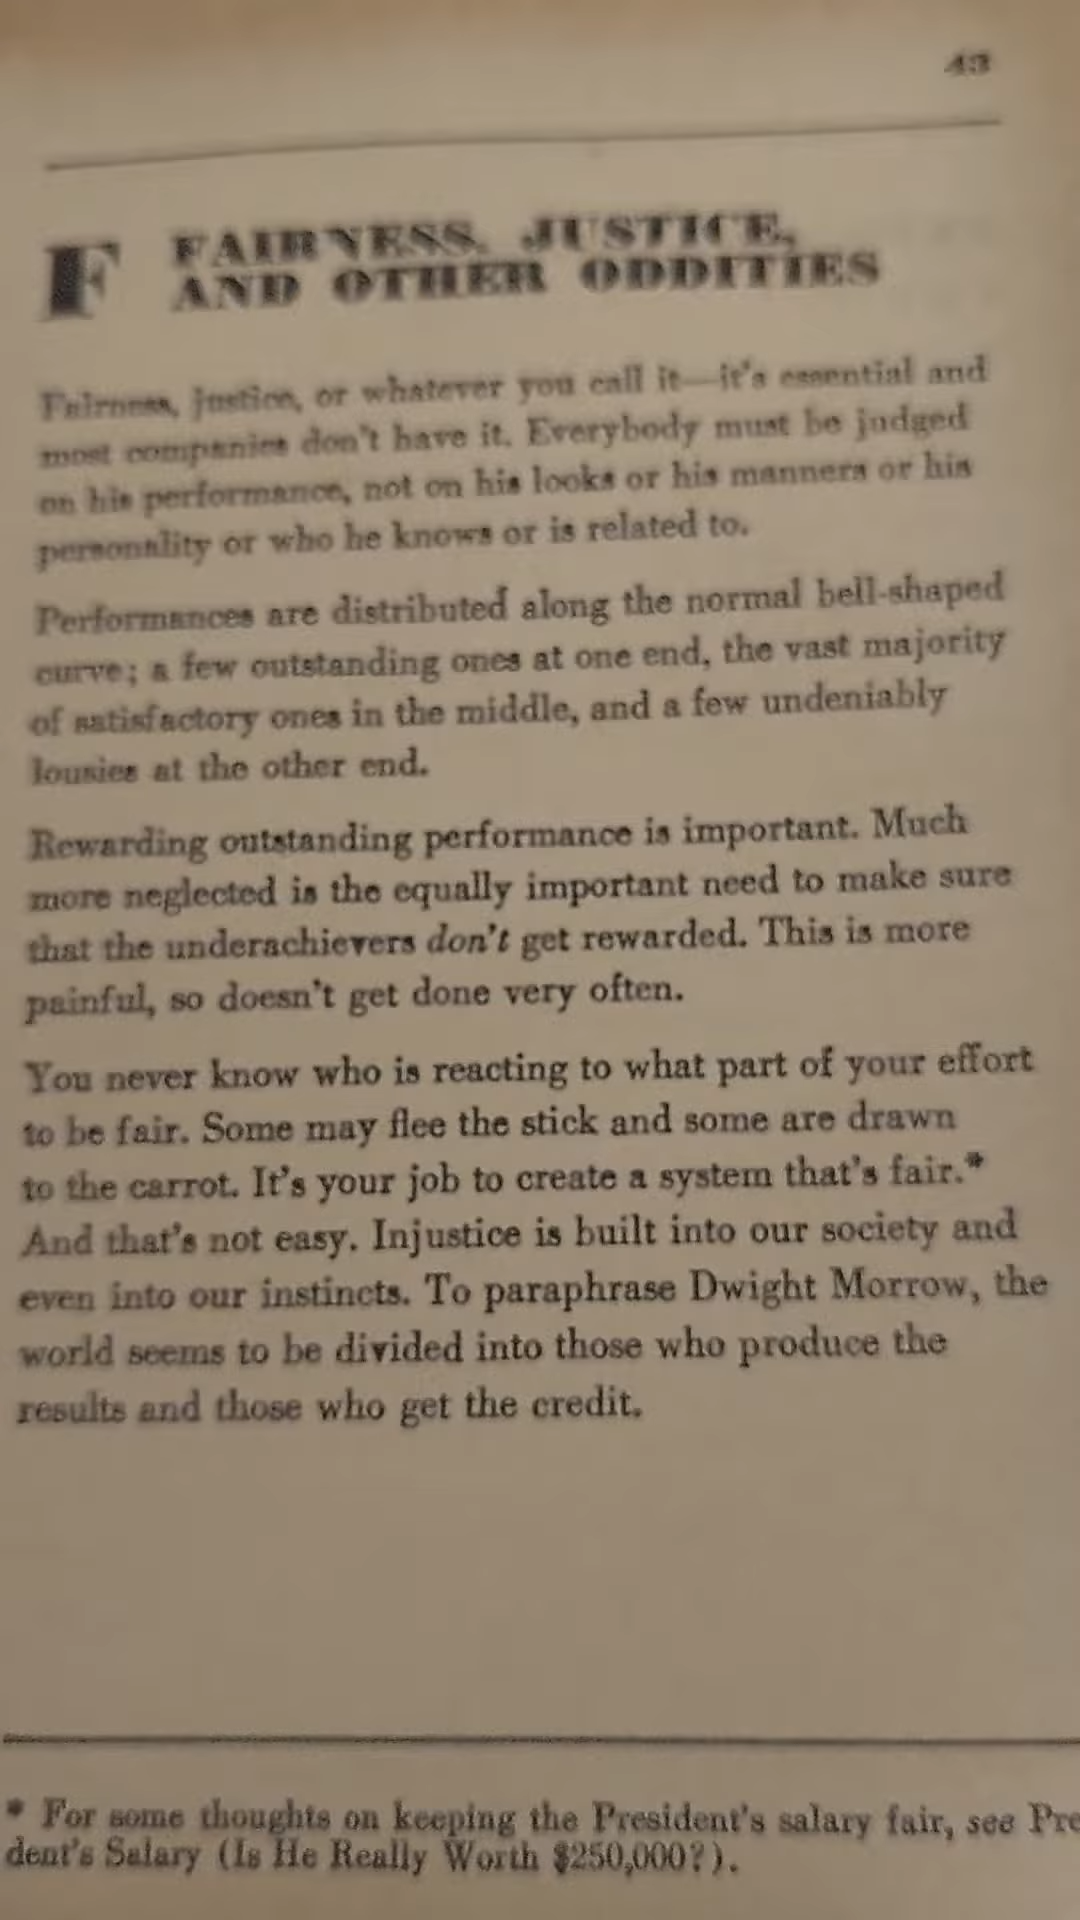 43
F FAIRNESS, JUSTICE,
AND OTHER ODDITIES
Fairness, justice, or whatever you call it—it's essential and
most companies don't have it. Everybody must be judged
on his performance, not on his looks or his manners or his
personality or who he knows or is related to.
Performances are distributed along the normal bell-shaped
curve; a few outstanding ones at one end, the vast majority
of satisfactory ones in the middle, and a few undeniably
lousies at the other end.
Rewarding outstanding performance is important. Much
more neglected is the equally important need to make sure
that the underachievers don't get rewarded. This is more
painful, so doesn't get done very often.
You never know who is reacting to what part of your effort
to be fair. Some may flee the stick and some are drawn
to the carrot. It's your job to create a system that's fair.*
And that's not easy. Injustice is built into our society and
even into our instincts. To paraphrase Dwight Morrow, the
world seems to be divided into those who produce the
results and those who get the credit.
* For some thoughts on keeping the President's salary fair, see Pre
dent's Salary (Is He Really Worth $250,000?).